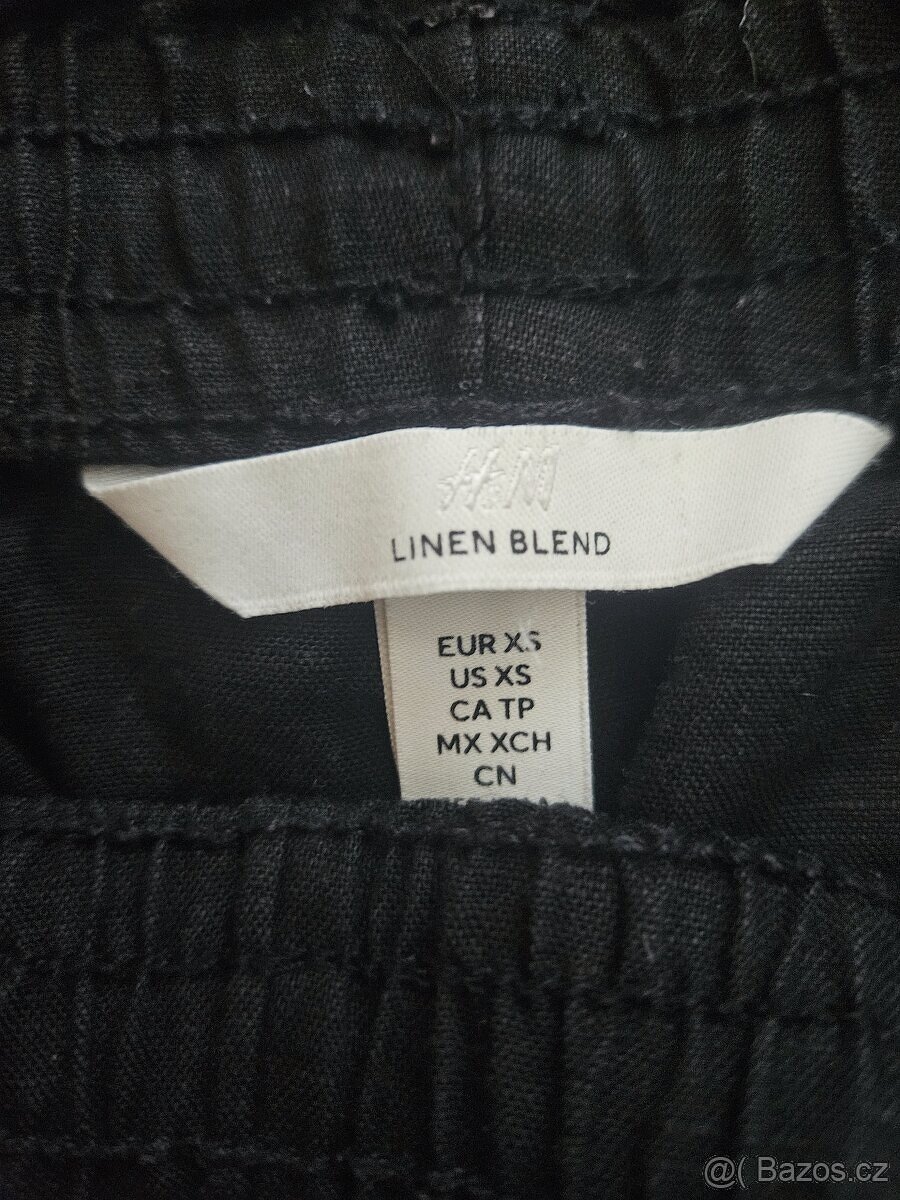 H&M
LINEN BLEND
EUR XS
US XS
CA TP
MX XCH
CN
@( Bazos.cz